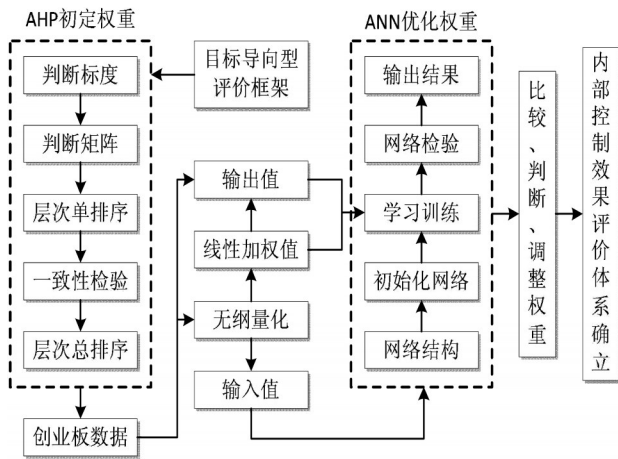 AHP初定权重
判断标度
判断矩阵
层次单排序
一致性检验
层次总排序
创业板数据
目标导向型
评价框架
输出值
线性加权值
无纲量化
输入值
ANN优化权重
输出结果
网络检验
学习训练
初始化网络
网络结构
比较、判断、调整权重
内部控制效果评价体系确立